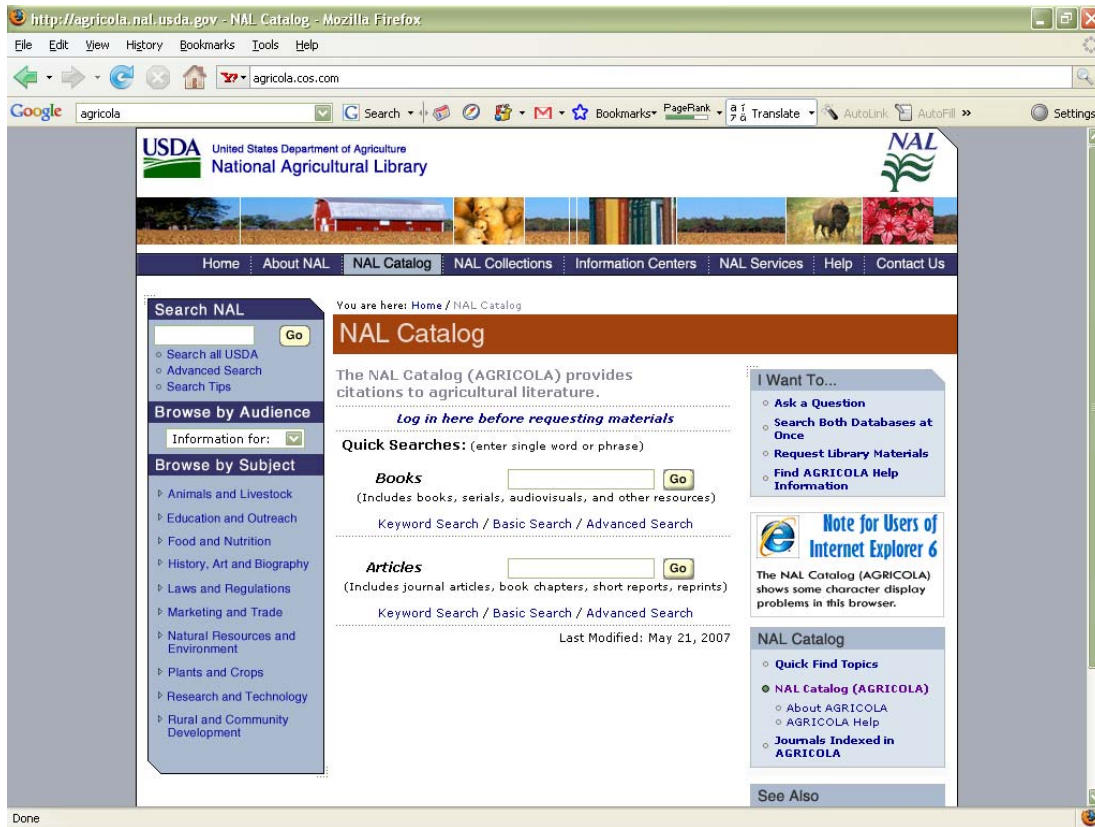 http://agricola.nal.usda.gov - NAL Catalog - Mozilla Firefox
File Edit View History Bookmarks Tools Help
agricola.cos.com
Google agricola Search Bookmarks PageRank Translate AutoLink AutoFill » Settings
USDA United States Department of Agriculture
National Agricultural Library
NAL
Home About NAL NAL Catalog NAL Collections Information Centers NAL Services Help Contact Us
Search NAL
Go
Search all USDA
Advanced Search
Search Tips
Browse by Audience
Information for:
Browse by Subject
Animals and Livestock
Education and Outreach
Food and Nutrition
History, Art and Biography
Laws and Regulations
Marketing and Trade
Natural Resources and
Environment
Plants and Crops
Research and Technology
Rural and Community
Development
You are here: Home / NAL Catalog
NAL Catalog
The NAL Catalog (AGRICOLA) provides
citations to agricultural literature.
Log in here before requesting materials
Quick Searches: (enter single word or phrase)
Books Go
(Includes books, serials, audiovisuals, and other resources)
Keyword Search / Basic Search / Advanced Search
Articles Go
(Includes journal articles, book chapters, short reports, reprints)
Keyword Search / Basic Search / Advanced Search
Last Modified: May 21, 2007
I Want To...
Ask a Question
Search Both Databases at
Once
Request Library Materials
Find AGRICOLA Help
Information
Note for Users of
Internet Explorer 6
The NAL Catalog (AGRICOLA)
shows some character display
problems in this browser.
NAL Catalog
Quick Find Topics
NAL Catalog (AGRICOLA)
About AGRICOLA
AGRICOLA Help
Journals Indexed in
AGRICOLA
See Also
Done